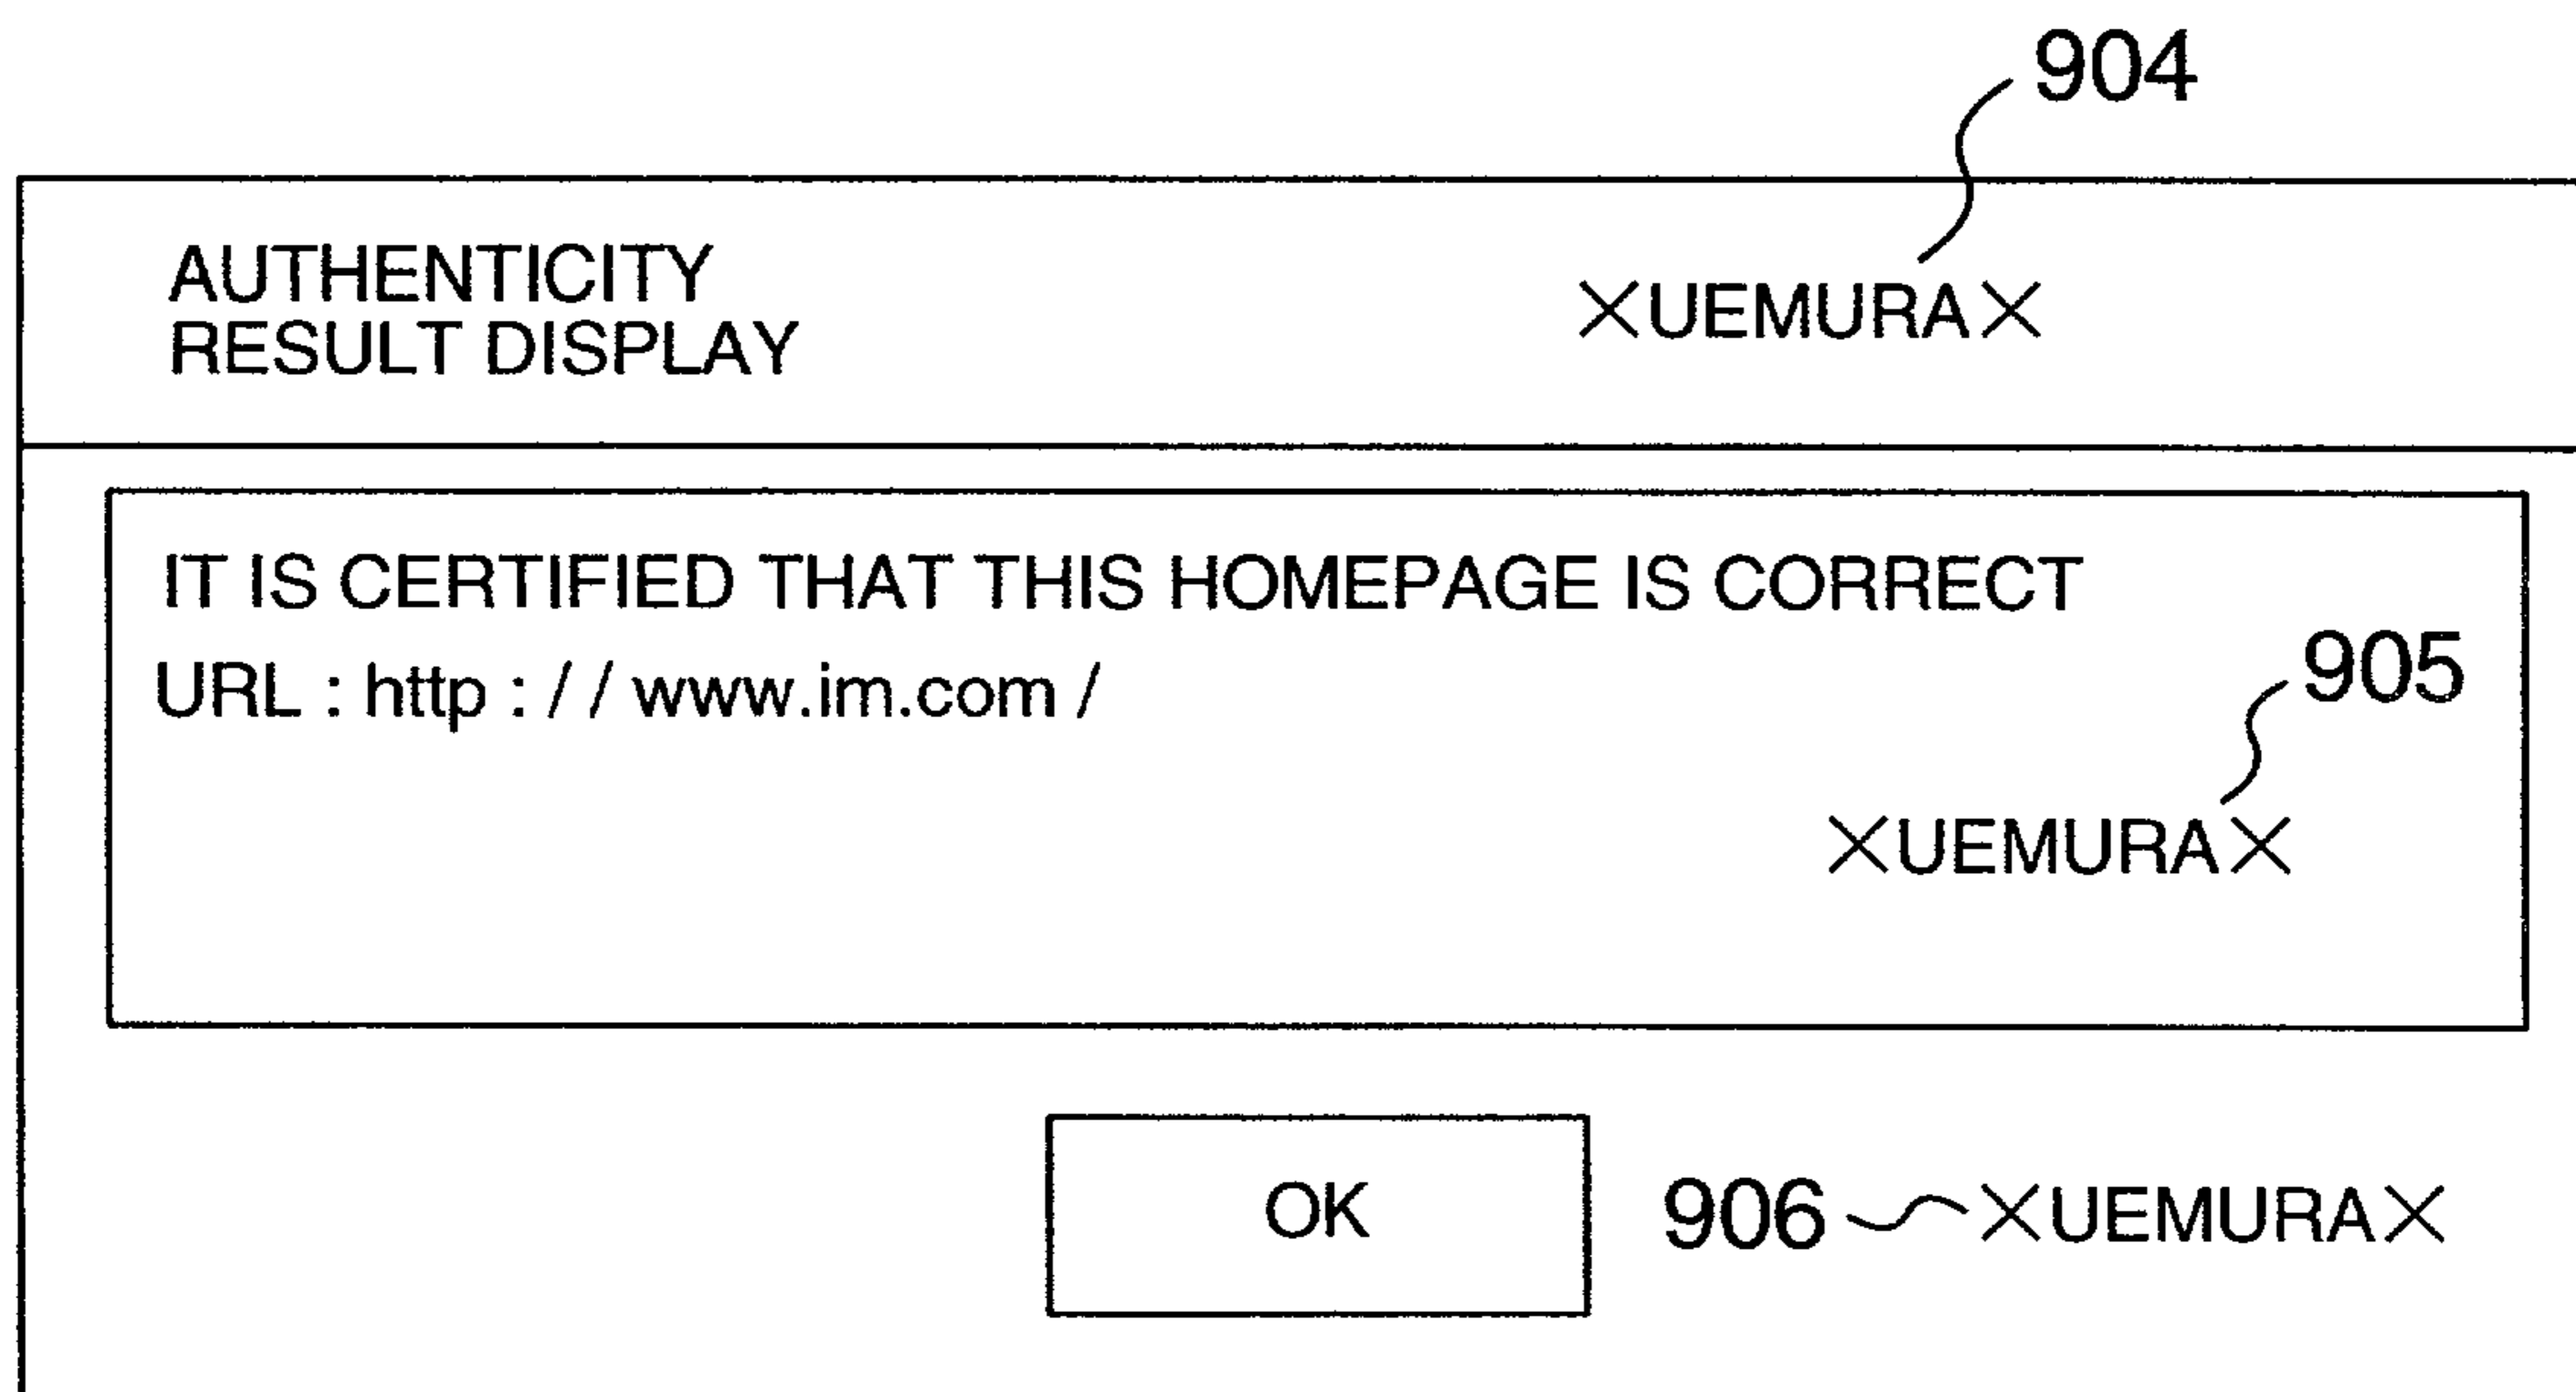 904
AUTHENTICITY
RESULT DISPLAY
×UEMURA×
IT IS CERTIFIED THAT THIS HOMEPAGE IS CORRECT
URL : http : / / www.im.com /
905
×UEMURA×
OK
906
×UEMURA×